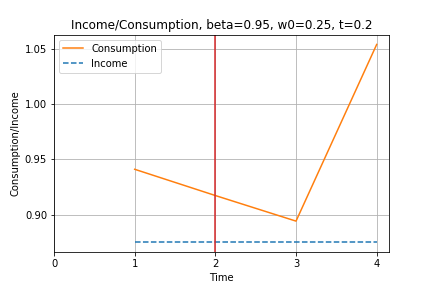 Income/Consumption, beta=0.95, w0=0.25, t=0.2
Consumption
Income
Consumption/Income
1.05
1.00
0.95
0.90
0 1 2 3 4
Time